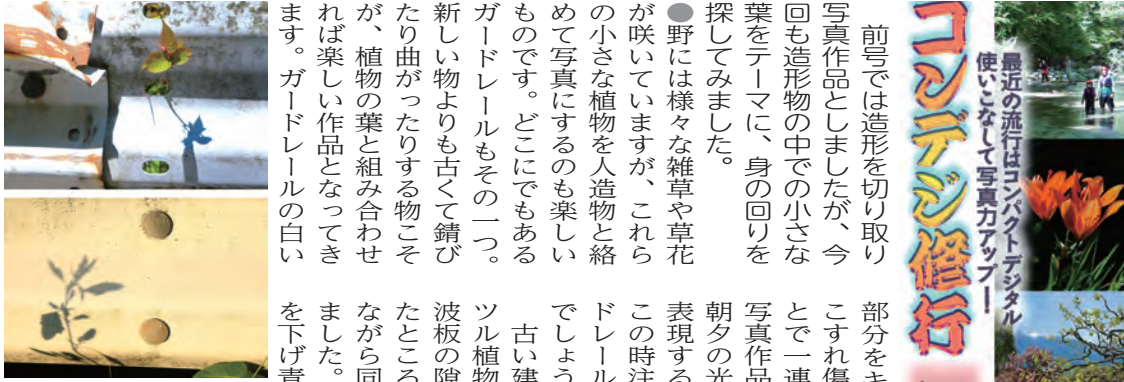 コンデジ修行
最近の流行はコンパクトデジタル
使いこなして写真力アップー！
前号では造形を切り取り
写真作品としましたが、今
回も造形物の中での小さな
葉をテーマに、身の回りを
探してみました。
●野には様々な雑草や草花
が咲いていますが、これら
の小さな植物を人造物と絡
めて写真にするのも楽しい
ものです。どこにでもある
ガードレールもその一つ。
新しい物よりも古くて錆び
たり曲がったりする物こそ
が、植物の葉と組み合わせ
れば楽しい作品となってき
ます。ガードレールの白い
部分をキ
こすれ傷
とで一連
写真作品
朝夕の光
表現する
この時注
ドレール
でしょう
古い建
ツル植物
波板の隙
たところ
ながら同
ました。
を下げ青